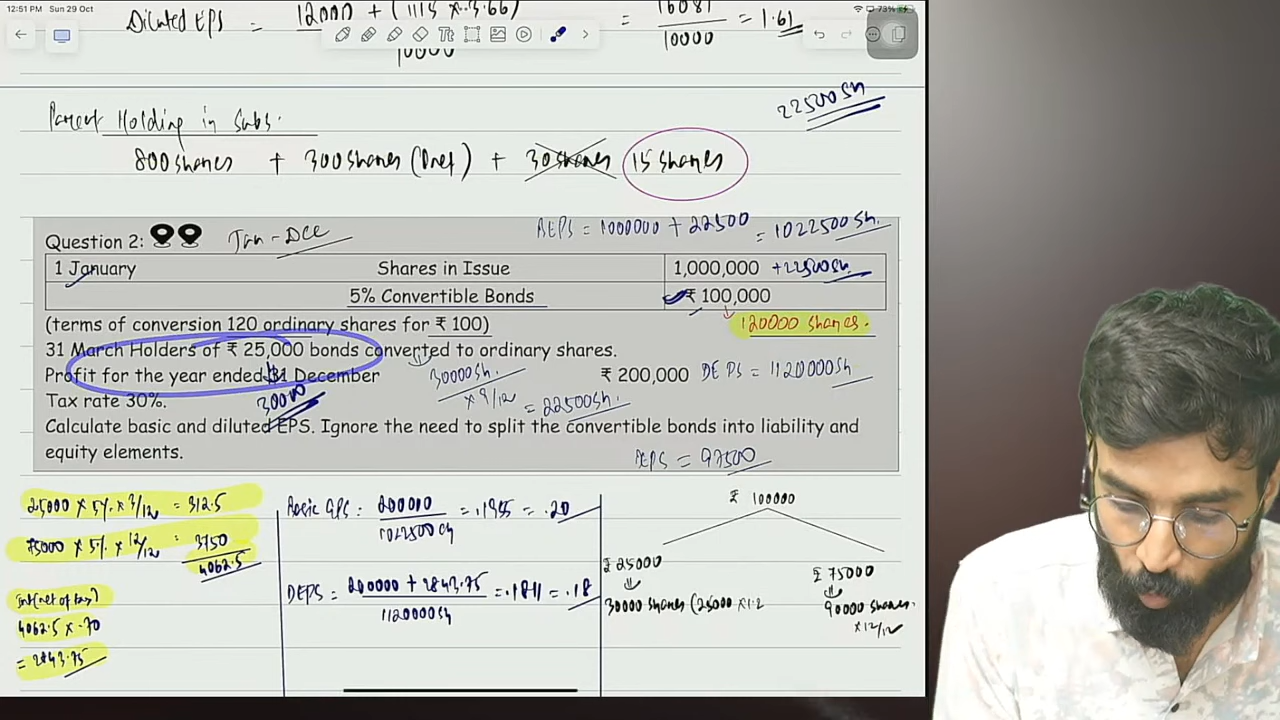 12:51 PM Sun 29 Oct
73%
Diluted EPS = 12000 + (1115 x 3.66) = 16081 = 1.61
10000 10000
22500 Sh
Parent Holding in Subs.
800 shares + 300 shares (Pref) + 30 shares 15 shares
BEPS = 1000000 + 22500 = 1022500 Sh.
Question 2: Jan - Dec
1 January Shares in Issue 1,000,000 + 22500 Sh.
5% Convertible Bonds ₹ 100,000
(terms of conversion 120 ordinary shares for ₹ 100) 120000 shares.
31 March Holders of ₹ 25,000 bonds converted to ordinary shares.
Profit for the year ended 31 December ₹ 200,000 DEPS = 1120000 Sh
30000 Sh. x 9/12 = 22500 Sh.
Tax rate 30%. 30000
Calculate basic and diluted EPS. Ignore the need to split the convertible bonds into liability and
equity elements.
DEPS = 97500
25000 x 5% x 3/12 = 312.5
75000 x 5% x 12/12 = 3750
4062.5
Int (net of tax)
4062.5 x .70
= 2843.75
Basic EPS = 200000 = .1955 = .20
1022500 Sh
DEPS = 200000 + 2843.75 = .1811 = .18
1120000 Sh
₹ 100000
₹ 25000 ₹ 75000
30000 shares (25000 x 1.2 90000 shares.
x 12/12